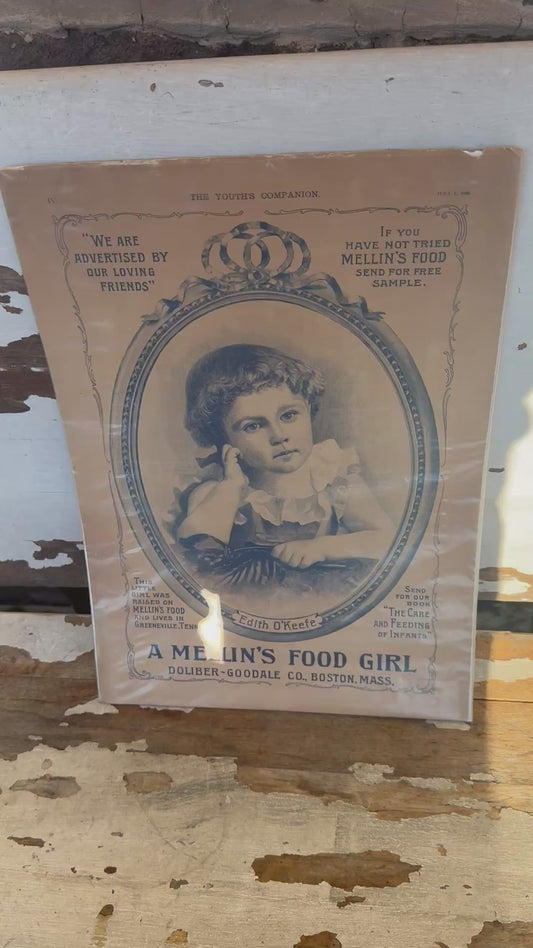 IV
THE YOUTH'S COMPANION.
"WE ARE
ADVERTISED BY
OUR LOVING
FRIENDS"
IF YOU
HAVE NOT TRIED
MELLIN'S FOOD
SEND FOR FREE
SAMPLE.
THIS
LITTLE
GIRL WAS
RAISED ON
MELLIN'S FOOD
AND LIVES IN
GREENEVILLE, TENN
SEND
FOR OUR
BOOK
"THE CARE
AND FEEDING
OF INFANTS"
Edith O'Keefe
A MELLIN'S FOOD GIRL
DOLIBER-GOODALE CO., BOSTON, MASS.